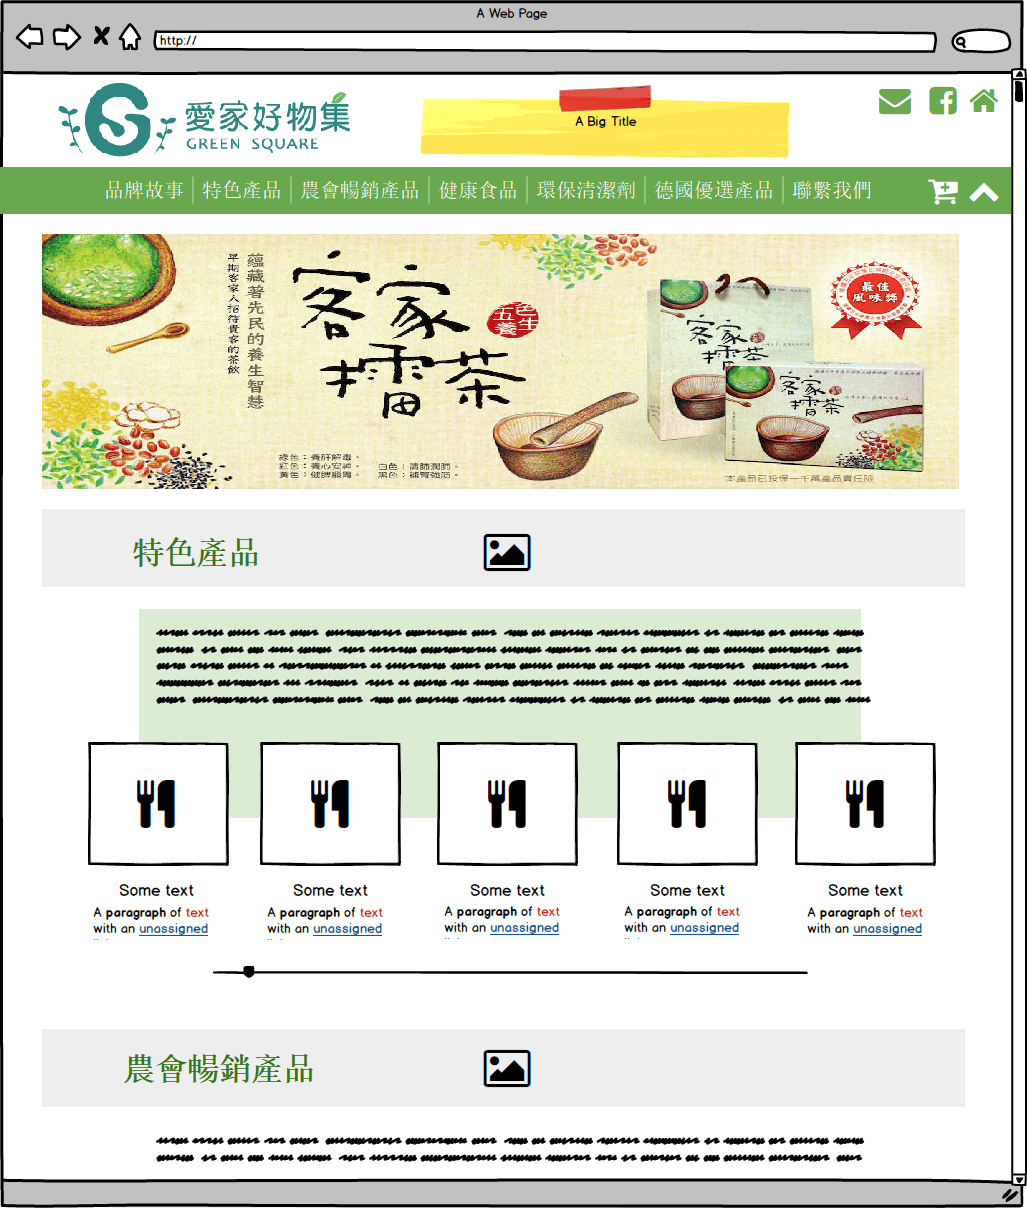 A Web Page
http://
愛家好物集
GREEN SQUARE
A Big Title
品牌故事 特色產品 農會暢銷產品 健康食品 環保清潔劑 德國優選產品 聯繫我們
蘊藏著先民的養生智慧
早期客家人招待貴客的茶飲
客家
擂茶
五色
養生
綠色：養肝解毒。
紅色：養心安神。 白色：清肺潤肺。
黃色：健脾顧胃。 黑色：補腎強筋。
最佳
風味獎
客家
擂茶
客家
擂茶
本產品已投保一千萬產品責任險
特色產品
Some text Some text Some text Some text Some text
A paragraph of text A paragraph of text A paragraph of text A paragraph of text A paragraph of text
with an unassigned with an unassigned with an unassigned with an unassigned with an unassigned
農會暢銷產品